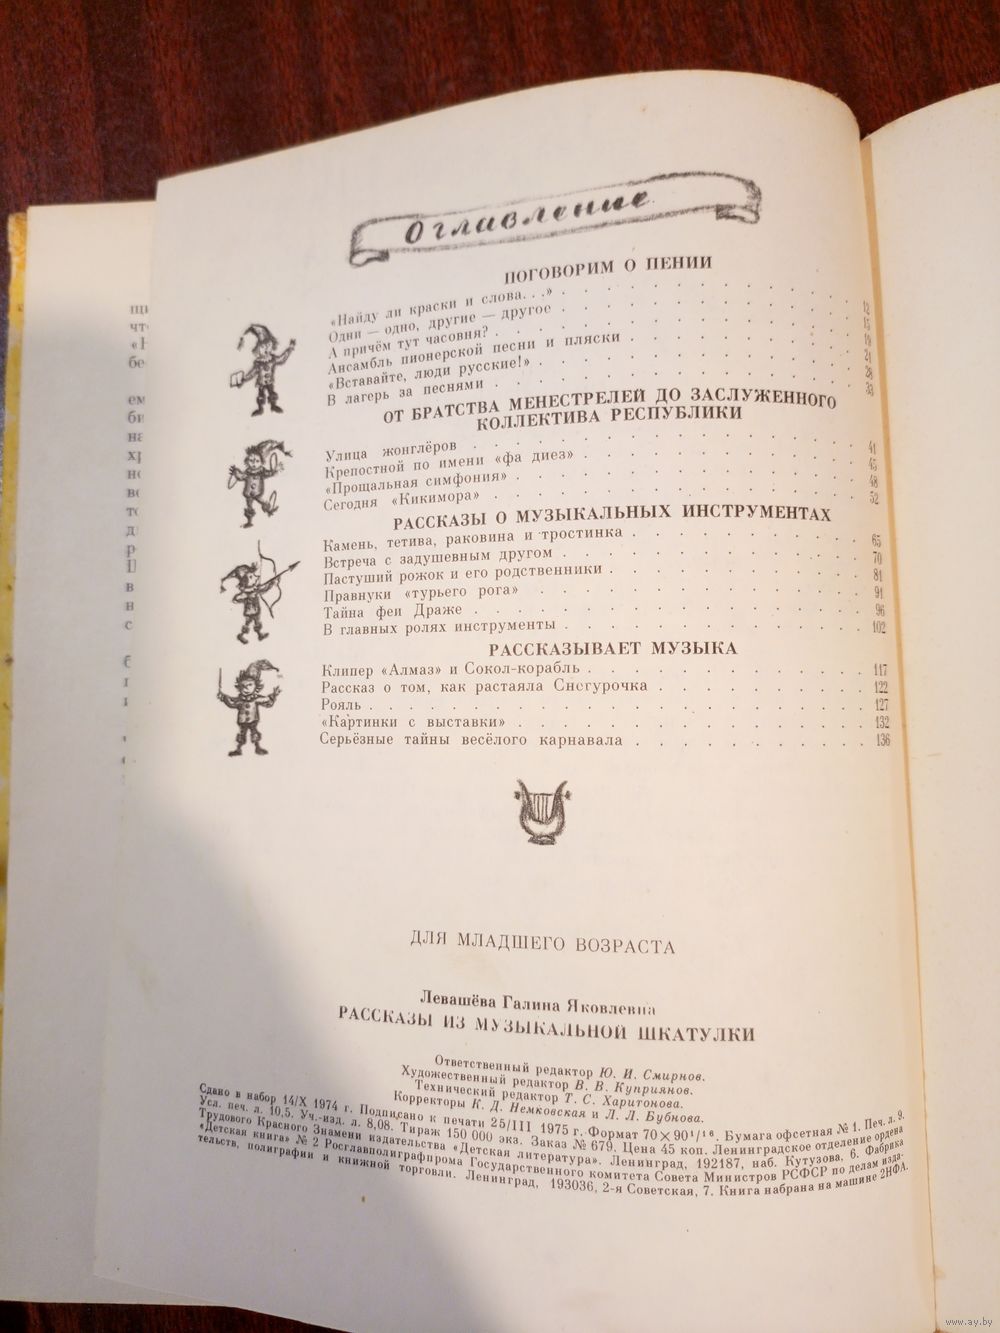 Оглавление
ПОГОВОРИМ О ПЕНИИ
«Найду ли краски и слова. . .» . . . . . . . . . . . . .
Одни — одно, другие — другое . . . . . . . . . . . . . 12
А причём тут часовня? . . . . . . . . . . . . . 15
Ансамбль пионерской песни и пляски . . . . . . . . . . 19
«Вставайте, люди русские!» . . . . . . . . . . . . . 21
В лагерь за песнями . . . . . . . . . . . . . 28
33
ОТ БРАТСТВА МЕНЕСТРЕЛЕЙ ДО ЗАСЛУЖЕННОГО
КОЛЛЕКТИВА РЕСПУБЛИКИ
Улица жонглёров . . . . . . . . . . . . . 41
Крепостной по имени «фа диез» . . . . . . . . . . . . . 45
«Прощальная симфония» . . . . . . . . . . . . . 48
Сегодня «Кикимора» . . . . . . . . . . . . . 52
РАССКАЗЫ О МУЗЫКАЛЬНЫХ ИНСТРУМЕНТАХ
Камень, тетива, раковина и тростинка . . . . . . . . . . 65
Встреча с задушевным другом . . . . . . . . . . . . . 70
Пастуший рожок и его родственники . . . . . . . . . . 81
Правнуки «турьего рога» . . . . . . . . . . . . . 91
Тайна феи Драже . . . . . . . . . . . . . 96
В главных ролях инструменты . . . . . . . . . . . . . 102
РАССКАЗЫВАЕТ МУЗЫКА
Клипер «Алмаз» и Сокол-корабль . . . . . . . . . . . . . 117
Рассказ о том, как растаяла Снегурочка . . . . . . . . . 122
Рояль . . . . . . . . . . . . . 127
«Картинки с выставки» . . . . . . . . . . . . . 132
Серьёзные тайны весёлого карнавала . . . . . . . . . . 136
ДЛЯ МЛАДШЕГО ВОЗРАСТА
Левашёва Галина Яковлевна
РАССКАЗЫ ИЗ МУЗЫКАЛЬНОЙ ШКАТУЛКИ
Ответственный редактор Ю. И. Смирнов.
Художественный редактор В. В. Куприянов.
Технический редактор Т. С. Харитонова.
Корректоры К. Д. Немковская и Л. Л. Бубнова.
Сдано в набор 14/X 1974 г. Подписано к печати 25/III 1975 г. Формат 70 × 90¹/₁₆. Бумага офсетная № 1. Печ. л. 9.
Усл. печ. л. 10,5. Уч.-изд. л. 8,08. Тираж 150 000 экз. Заказ № 679. Цена 45 коп. Ленинградское отделение ордена
Трудового Красного Знамени издательства «Детская литература». Ленинград, 192187, наб. Кутузова, 6. Фабрика
«Детская книга» № 2 Росглавполиграфпрома Государственного комитета Совета Министров РСФСР по делам изда-
тельств, полиграфии и книжной торговли. Ленинград, 193036, 2-я Советская, 7. Книга набрана на машине 2НФА.
www.ay.by